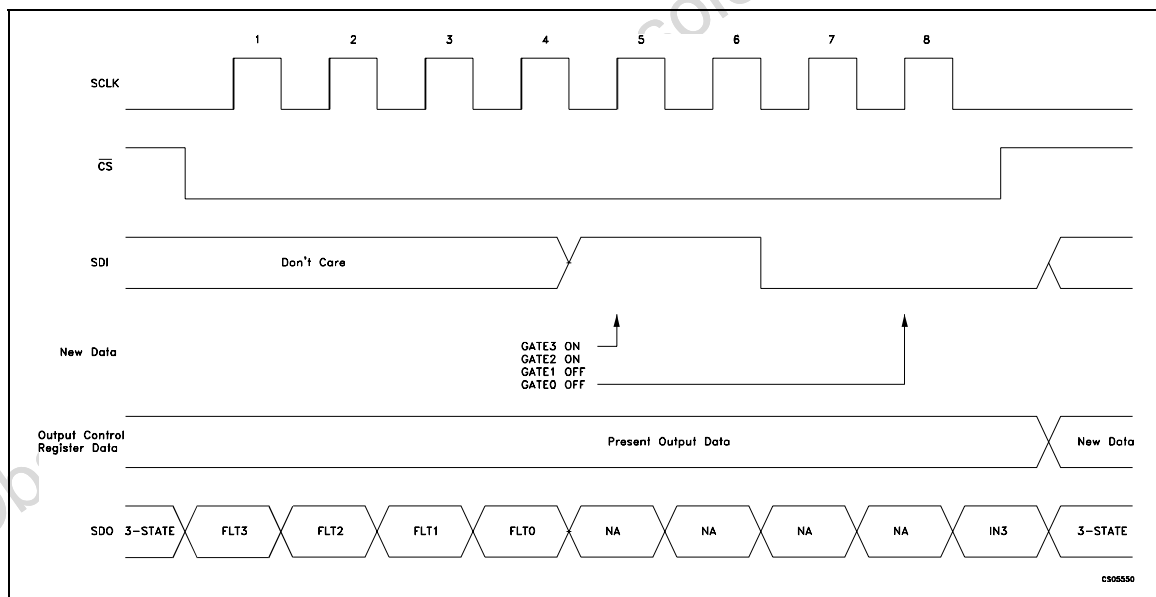 1 2 3 4 5 6 7 8
SCLK
CS
SDI
Don't Care
New Data
GATE3 ON
GATE2 ON
GATE1 OFF
GATE0 OFF
Output Control
Register Data
Present Output Data
New Data
SDO 3-STATE FLT3 FLT2 FLT1 FLT0 NA NA NA NA IN3 3-STATE
CS05550